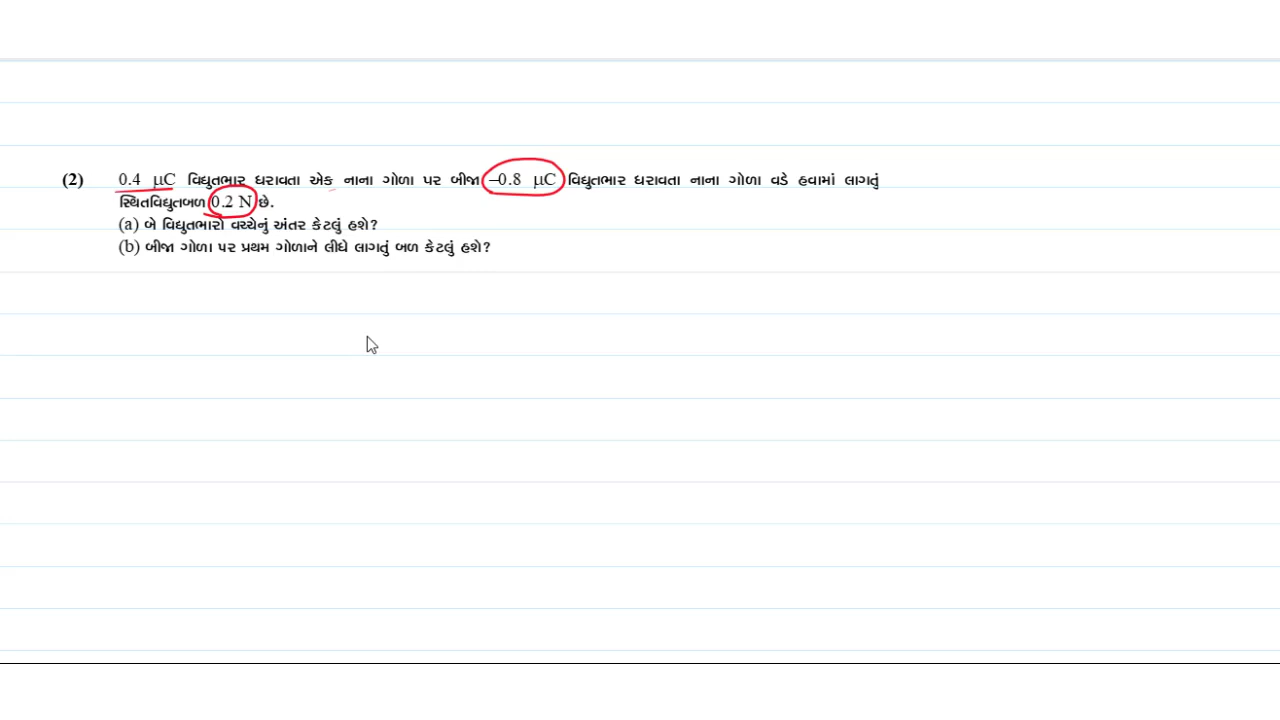 (2) 0.4 μC વિદ્યુતભાર ધરાવતા એક નાના ગોળા પર બીજા –0.8 μC વિદ્યુતભાર ધરાવતા નાના ગોળા વડે હવામાં લાગતું
સ્થિતવિદ્યુતબળ 0.2 N છે.
(a) બે વિદ્યુતભારો વચ્ચેનું અંતર કેટલું હશે?
(b) બીજા ગોળા પર પ્રથમ ગોળાને લીધે લાગતું બળ કેટલું હશે?